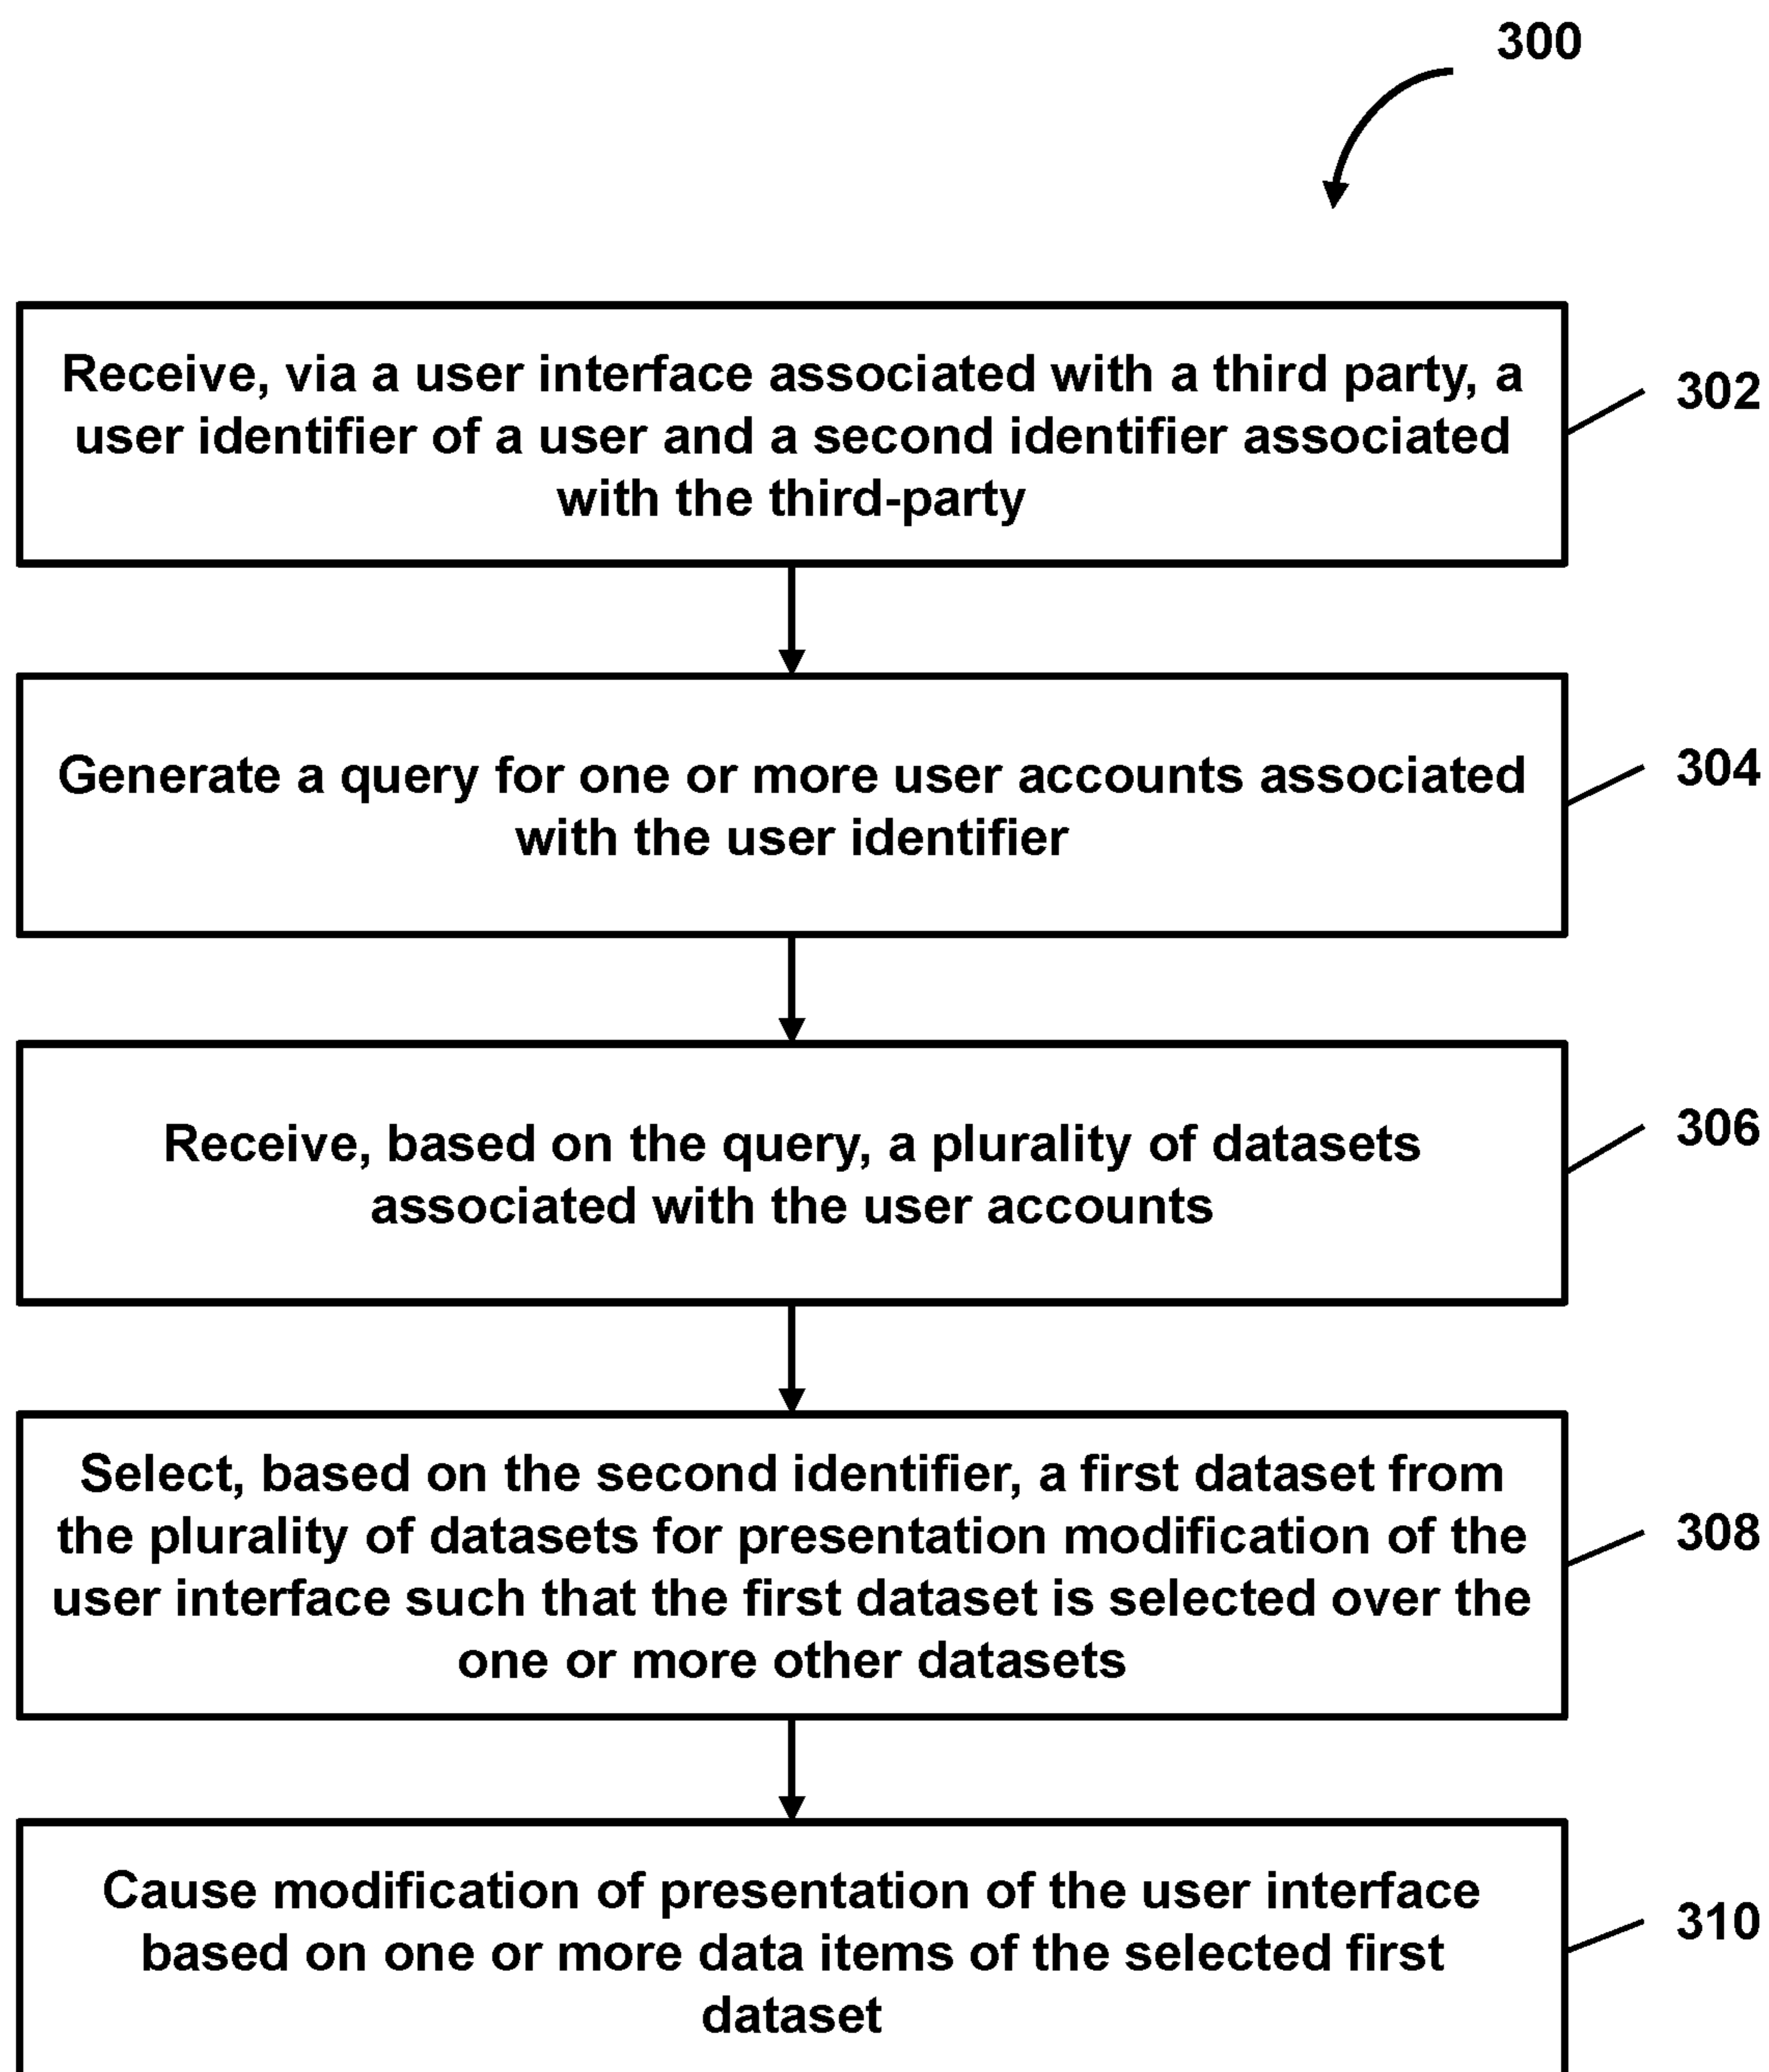 300
Receive, via a user interface associated with a third party, a
user identifier of a user and a second identifier associated
with the third-party
302
Generate a query for one or more user accounts associated
with the user identifier
304
Receive, based on the query, a plurality of datasets
associated with the user accounts
306
Select, based on the second identifier, a first dataset from
the plurality of datasets for presentation modification of the
user interface such that the first dataset is selected over the
one or more other datasets
308
Cause modification of presentation of the user interface
based on one or more data items of the selected first
dataset
310